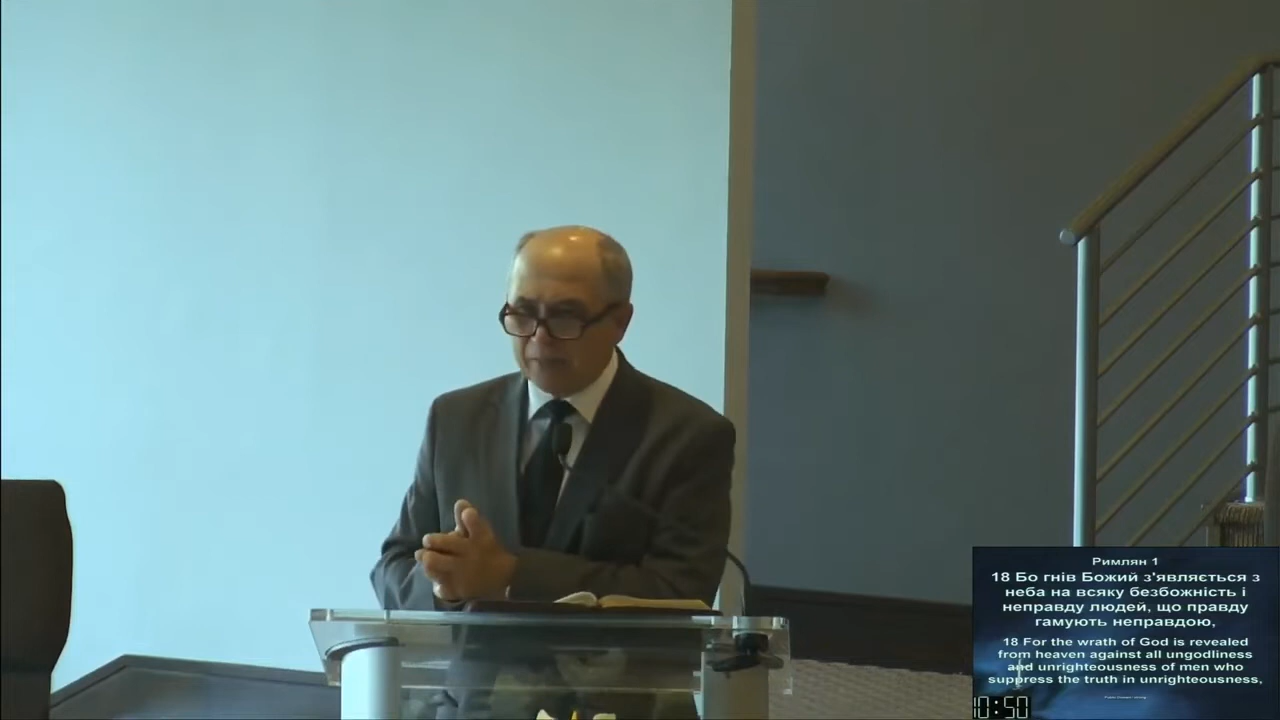 Римлян 1
18 Бо гнів Божий з'являється з
неба на всяку безбожність і
неправду людей, що правду
гамують неправдою,
18 For the wrath of God is revealed
from heaven against all ungodliness
and unrighteousness of men who
suppress the truth in unrighteousness,
10:50